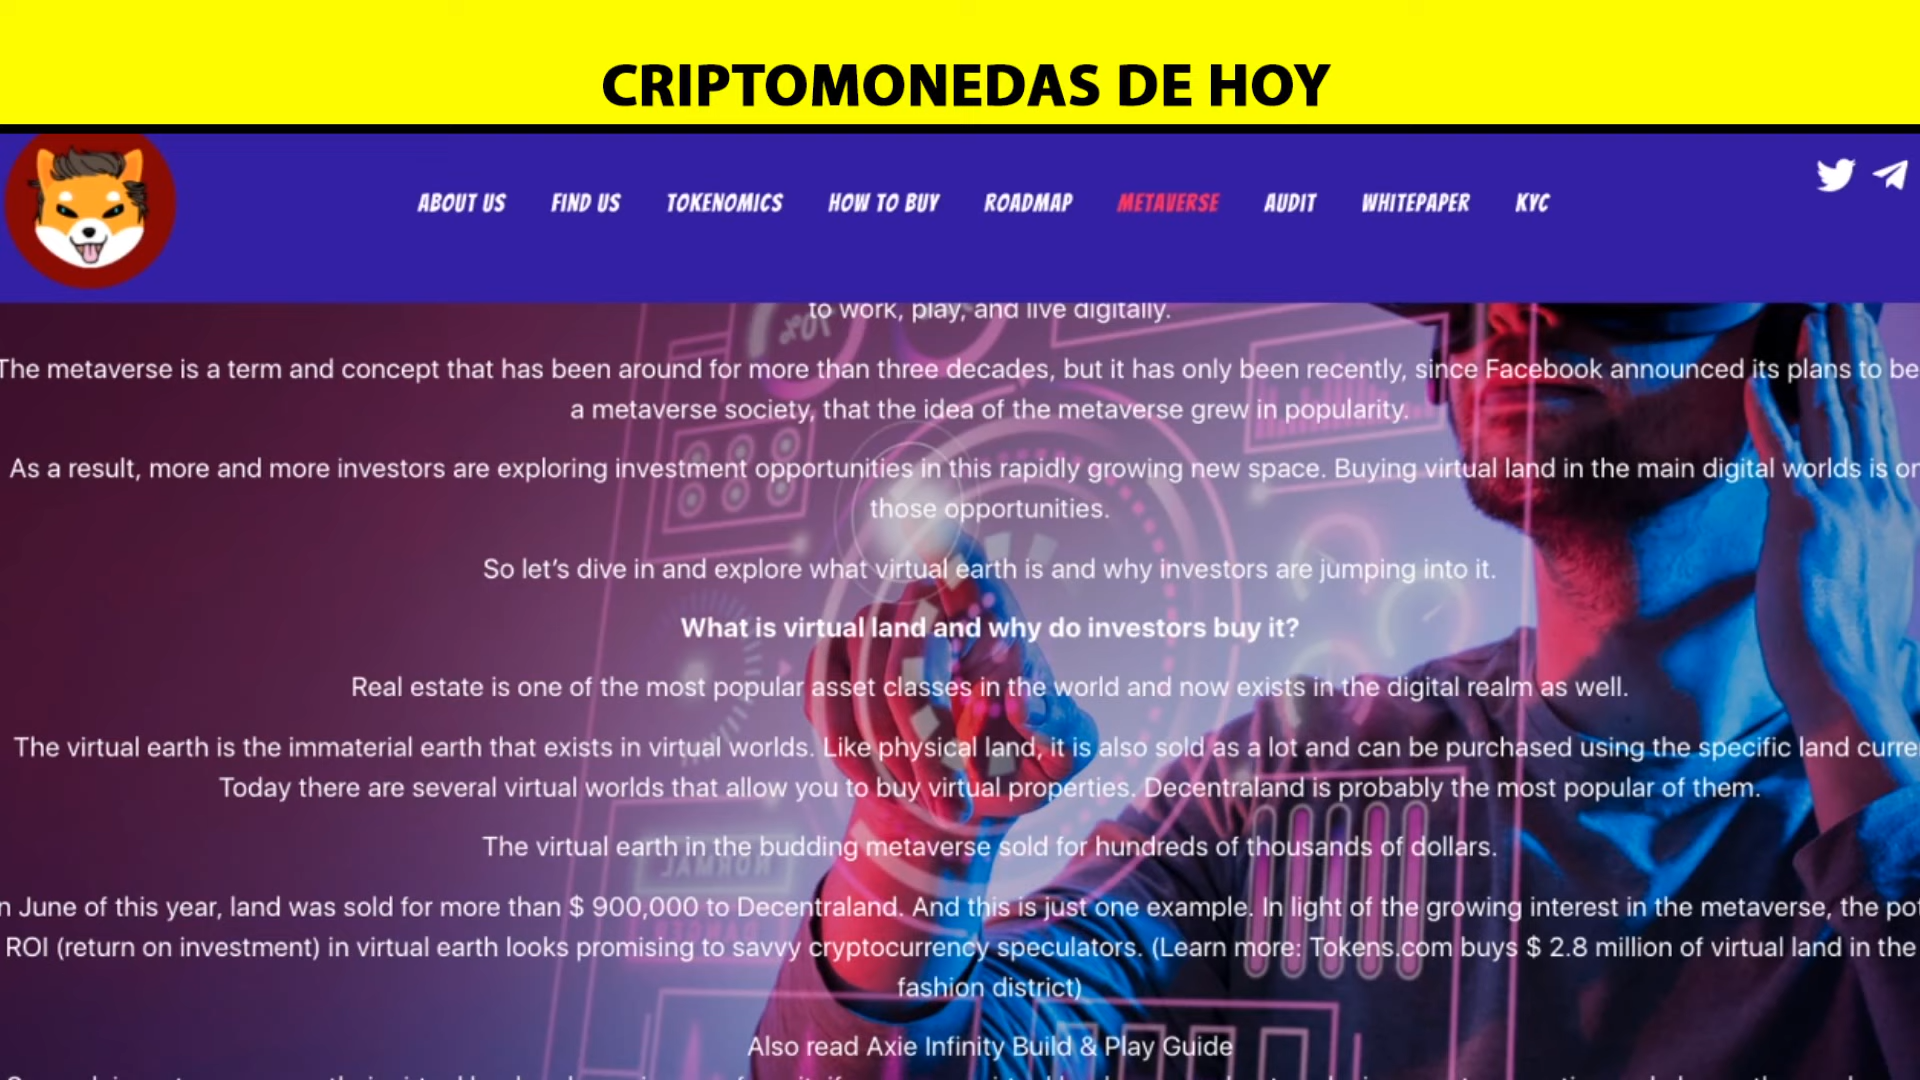 CRIPTOMONEDAS DE HOY
ABOUT US FIND US TOKENOMICS HOW TO BUY ROADMAP METAVERSE AUDIT WHITEPAPER KYC
to work, play, and live digitally.
The metaverse is a term and concept that has been around for more than three decades, but it has only been recently, since Facebook announced its plans to be
a metaverse society, that the idea of the metaverse grew in popularity.
As a result, more and more investors are exploring investment opportunities in this rapidly growing new space. Buying virtual land in the main digital worlds is
those opportunities.
So let's dive in and explore what virtual earth is and why investors are jumping into it.
What is virtual land and why do investors buy it?
Real estate is one of the most popular asset classes in the world and now exists in the digital realm as well.
The virtual earth is the immaterial earth that exists in virtual worlds. Like physical land, it is also sold as a lot and can be purchased using the specific land curre
Today there are several virtual worlds that allow you to buy virtual properties. Decentraland is probably the most popular of them.
The virtual earth in the budding metaverse sold for hundreds of thousands of dollars.
n June of this year, land was sold for more than $ 900,000 to Decentraland. And this is just one example. In light of the growing interest in the metaverse, the
ROI (return on investment) in virtual earth looks promising to savvy cryptocurrency speculators. (Learn more: Tokens.com buys $ 2.8 million of virtual land in the
fashion district)
Also read Axie Infinity Build & Play Guide